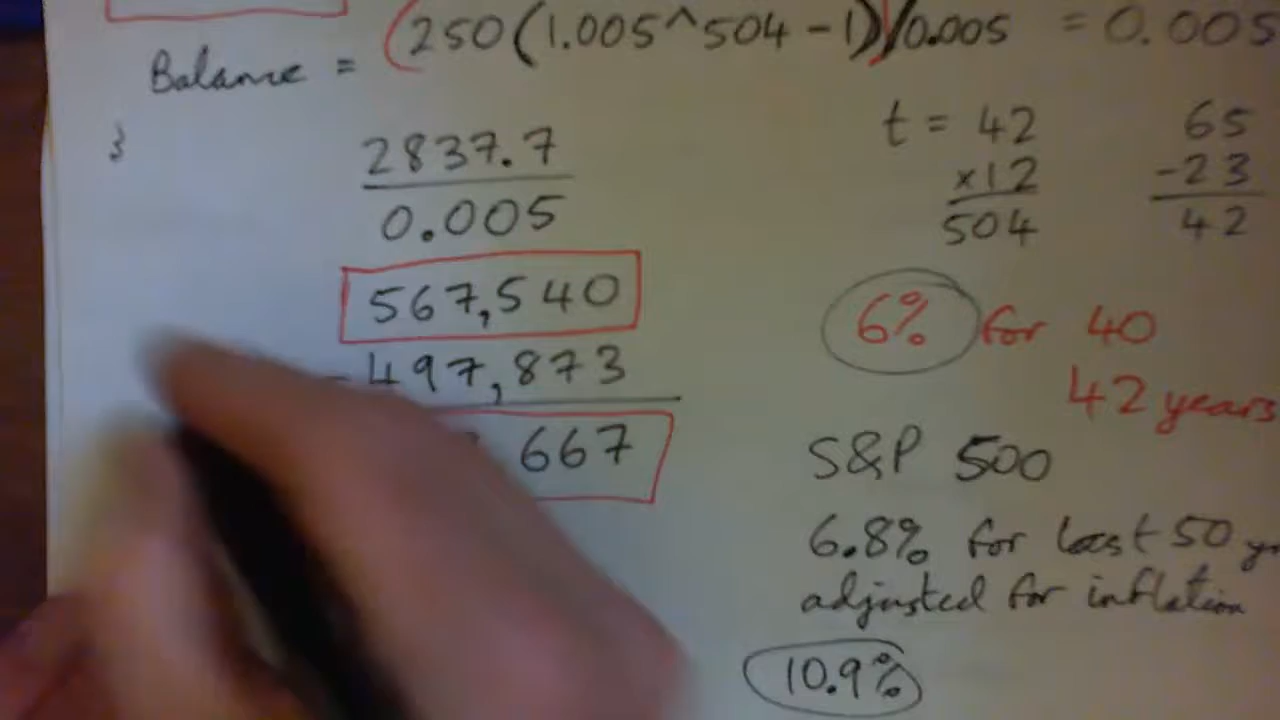 Balance = (250(1.005^504-1))/0.005 = 0.005
2837.7
0.005
567,540
- 497,873
667
t = 42
×12
504
65
-23
42
6% for 40
42 years
S&P 500
6.8% for last 50
adjusted for inflation
10.9%